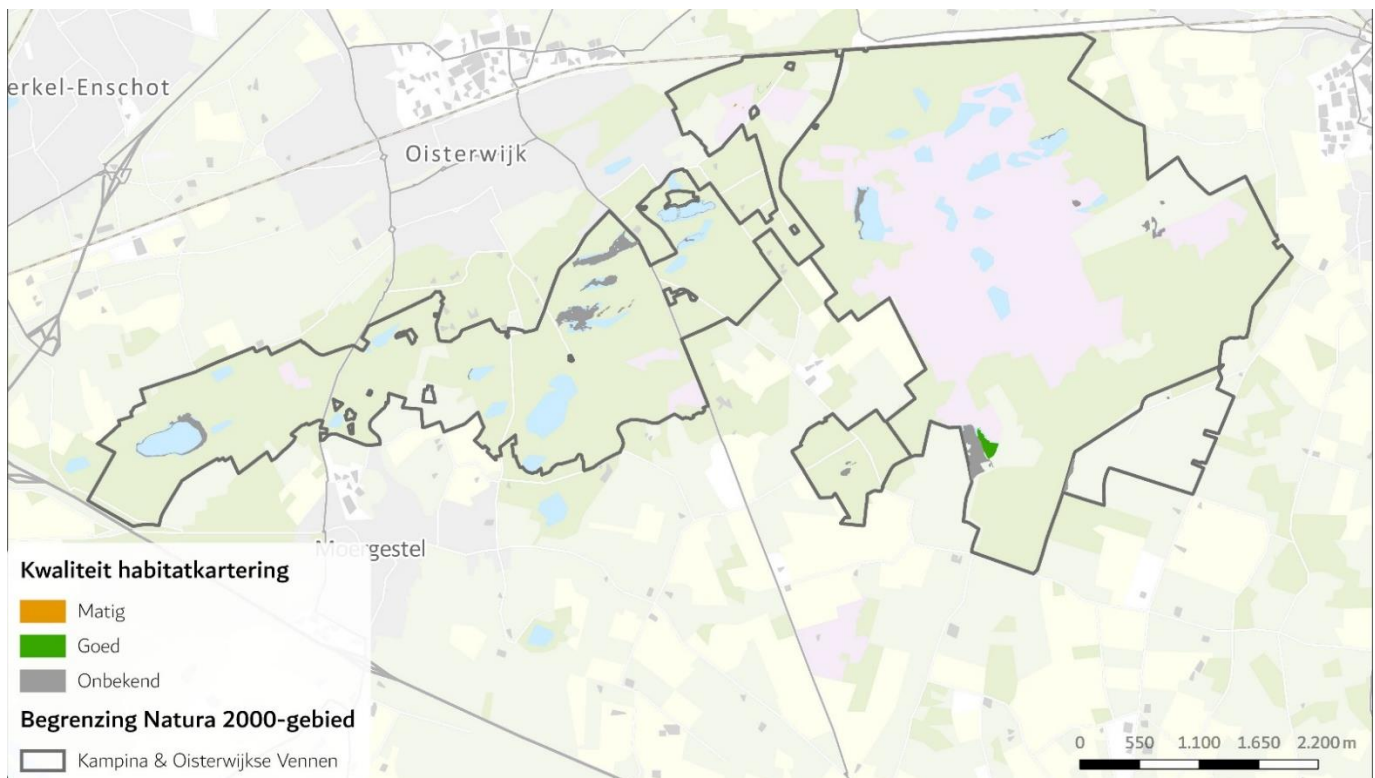 erkel-Enschot
Oisterwijk
Moergestel
Kwaliteit habitatkartering
Matig
Goed
Onbekend
Begrenzing Natura 2000-gebied
Kampina & Oisterwijkse Vennen
0 550 1.100 1.650 2.200 m